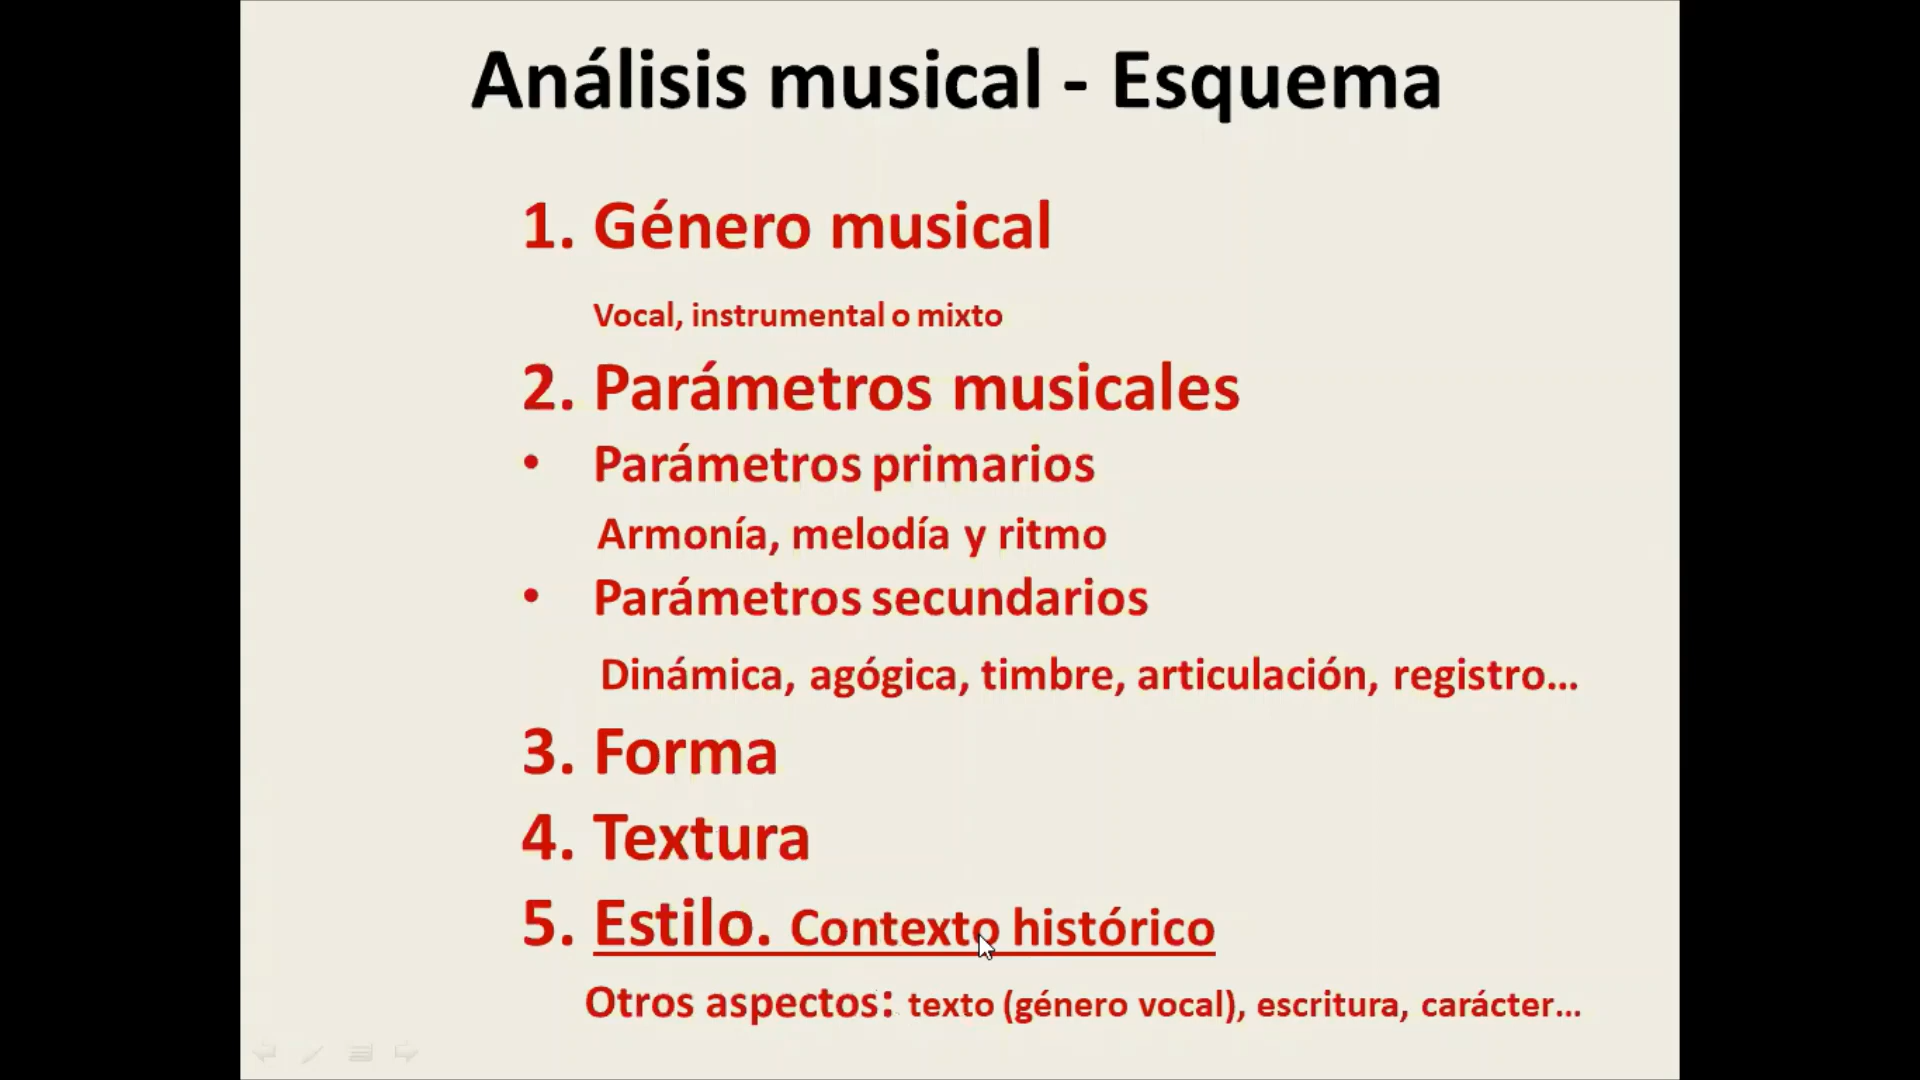 Análisis musical - Esquema
1. Género musical
Vocal, instrumental o mixto
2. Parámetros musicales
• Parámetros primarios
Armonía, melodía y ritmo
• Parámetros secundarios
Dinámica, agógica, timbre, articulación, registro...
3. Forma
4. Textura
5. Estilo. Contexto histórico
Otros aspectos: texto (género vocal), escritura, carácter...